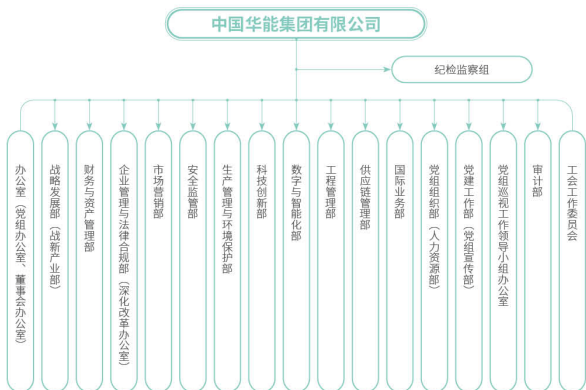 中国华能集团有限公司
纪检监察组
办公室（党组办公室、董事会办公室）
战略发展部（战新产业部）
财务与资产管理部
企业管理与法律合规部（深化改革办公室）
市场营销部
安全监管部
生产管理与环境保护部
科技创新部
数字与智能化部
工程管理部
供应链管理部
国际业务部
党组组织部（人力资源部）
党建工作部（党组宣传部）
党组巡视工作领导小组办公室
审计部
工会工作委员会